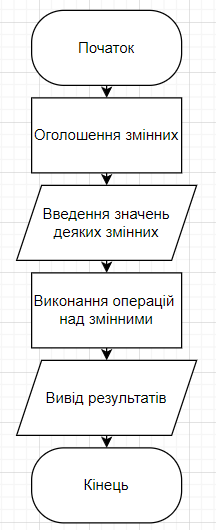 Початок
Оголошення змінних
Введення значень
деяких змінних
Виконання операцій
над змінними
Вивід результатів
Кінець